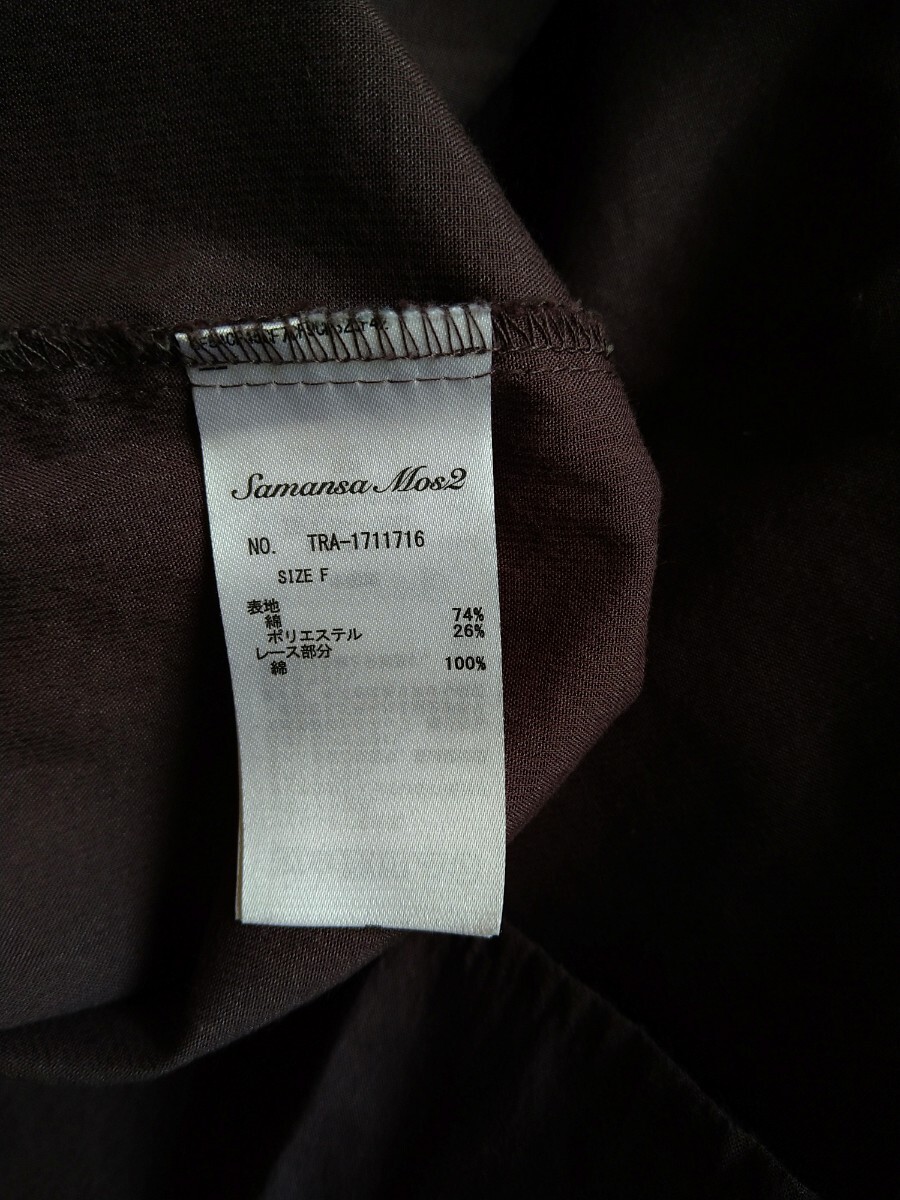 Samansa Mos2
NO. TRA-1711716
SIZE F
表地
綿 74%
ポリエステル 26%
レース部分
綿 100%